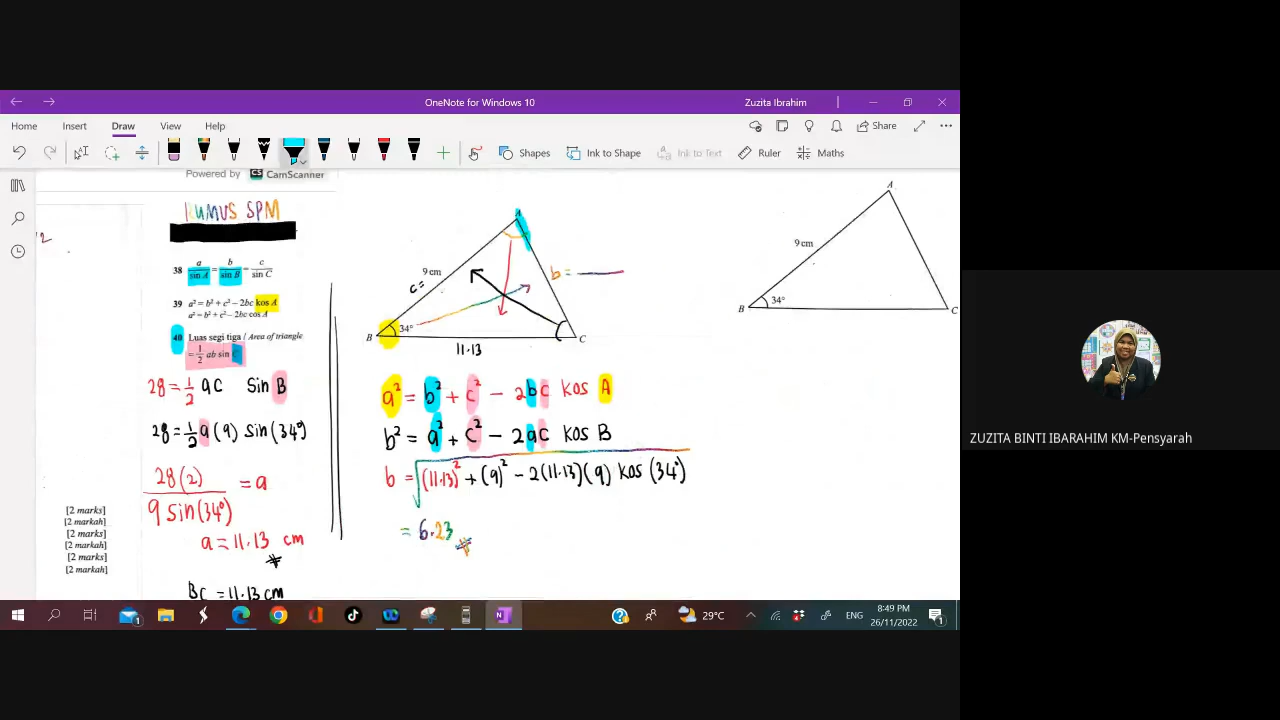 OneNote for Windows 10
Zuzita Ibrahim
Home Insert Draw View Help
Share
Shapes
Ink to Shape
Ink to Text
Ruler
Maths
Powered by CS CamScanner
RUMUS SPM
38 a/sin A = b/sin B = c/sin C
39 a² = b² + c² – 2bc kos A
a² = b² + c² – 2bc cos A
40 Luas segi tiga / Area of triangle
= 1/2 ab sin C
28 = 1/2 ac Sin B
28 = 1/2 a (9) Sin (34°)
28(2)/9 sin(34°) = a
a = 11.13 cm
BC = 11.13 cm
[2 marks]
[2 markah]
[2 marks]
[2 markah]
[2 marks]
[2 markah]
A
9 cm
c =
b =
B
34°
C
11.13
a² = b² + c² – 2bc kos A
b² = a² + c² – 2ac kos B
b = √(11.13)² + (9)² – 2(11.13)(9) kos (34°)
= 6.23
A
9 cm
B
34°
C
ZUZITA BINTI IBARAHIM KM-Pensyarah
29°C
ENG
8:49 PM
26/11/2022